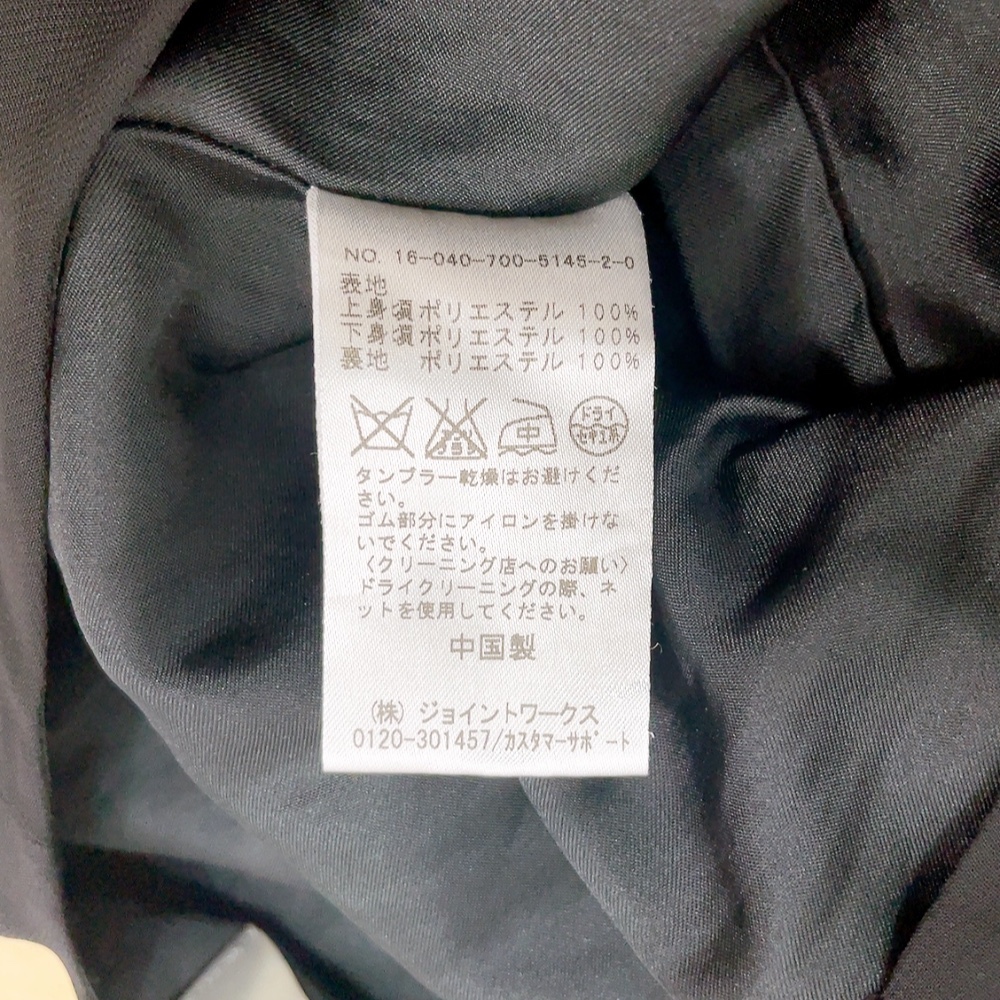 NO. 16-040-700-5145-2-0
表地
上身頃ポリエステル 100%
下身頃ポリエステル 100%
裏地 ポリエステル 100%
中 ドライ
タンブラー乾燥はお避けくだ
さい。
ゴム部分にアイロンを掛けな
いでください。
〈クリーニング店へのお願い〉
ドライクリーニングの際、ネ
ットを使用してください。
中国製
(株) ジョイントワークス
0120-301457/カスタマーサポート